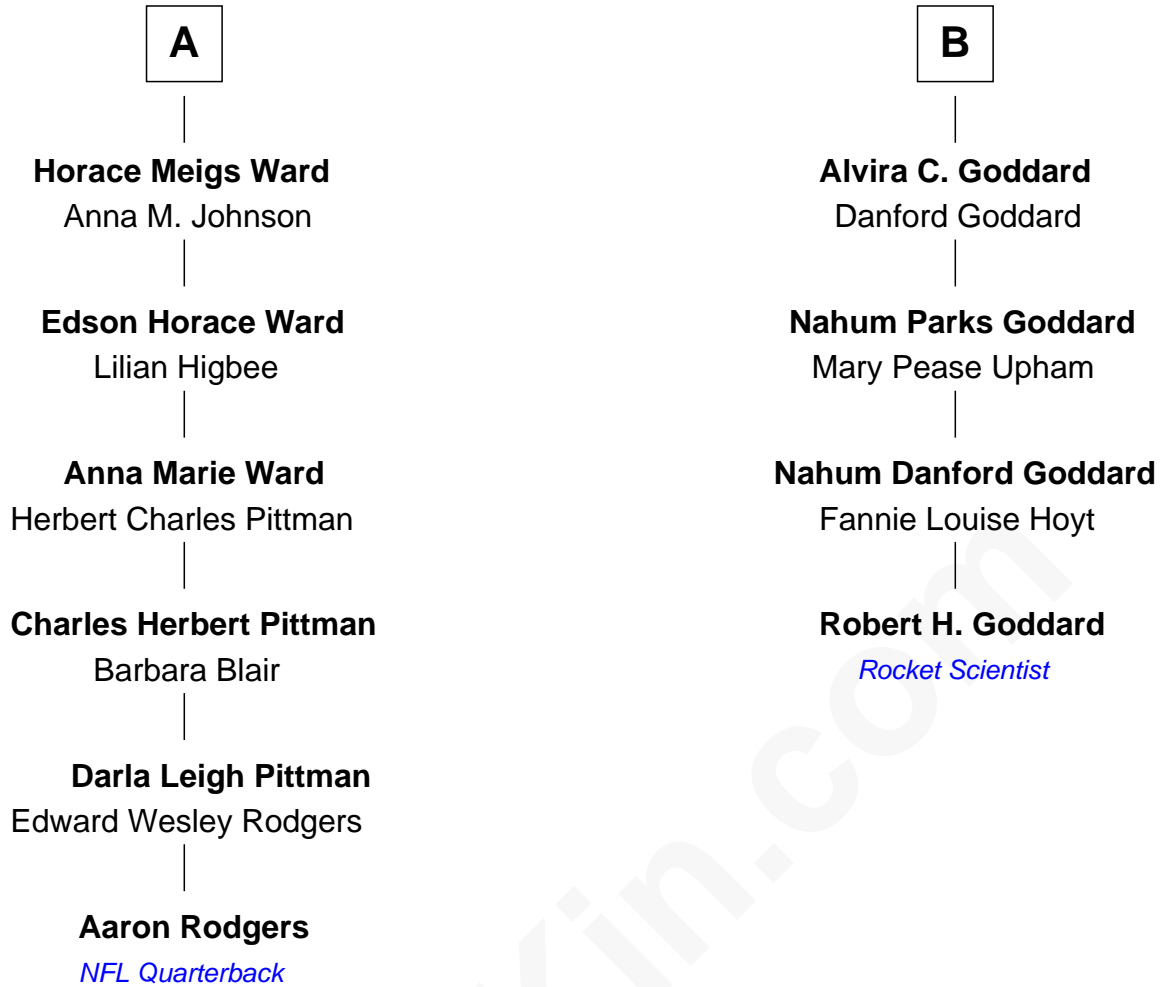 A
Horace Meigs Ward
Anna M. Johnson
Edson Horace Ward
Lilian Higbee
Anna Marie Ward
Herbert Charles Pittman
Charles Herbert Pittman
Barbara Blair
Darla Leigh Pittman
Edward Wesley Rodgers
Aaron Rodgers
NFL Quarterback
B
Alvira C. Goddard
Danford Goddard
Nahum Parks Goddard
Mary Pease Upham
Nahum Danford Goddard
Fannie Louise Hoyt
Robert H. Goddard
Rocket Scientist
Kin.com